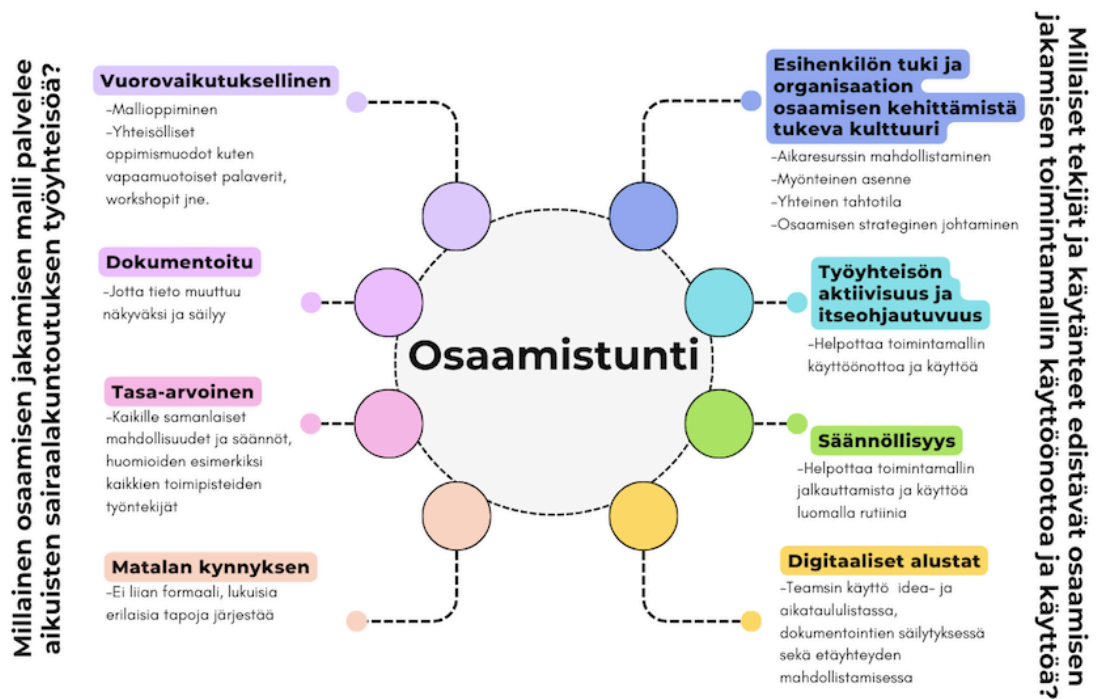 Millainen osaamisen jakamisen malli palvelee
aikuisten sairaalakuntoutuksen työyhteisöä?
Vuorovaikutuksellinen
-Mallioppiminen
-Yhteisölliset
oppimismuodot kuten
vapaamuotoiset palaverit,
workshopit jne.
Dokumentoitu
-Jotta tieto muuttuu
näkyväksi ja säilyy
Tasa-arvoinen
-Kaikille samanlaiset
mahdollisuudet ja säännöt,
huomioiden esimerkiksi
kaikkien toimipisteiden
työntekijät
Matalan kynnyksen
-Ei liian formaali, lukuisia
erilaisia tapoja järjestää
Osaamistunti
Esihenkilön tuki ja
organisaation
osaamisen kehittämistä
tukeva kulttuuri
-Aikaresurssin mahdollistaminen
-Myönteinen asenne
-Yhteinen tahtotila
-Osaamisen strateginen johtaminen
Työyhteisön
aktiivisuus ja
itseohjautuvuus
-Helpottaa toimintamallin
käyttöönottoa ja käyttöä
Säännöllisyys
-Helpottaa toimintamallin
jalkauttamista ja käyttöä
luomalla rutiinia
Digitaaliset alustat
-Teamsin käyttö idea- ja
aikataululistassa,
dokumentointien säilytyksessä
sekä etäyhteyden
mahdollistamisessa
Millaiset tekijät ja käytänteet edistävät osaamisen
jakamisen toimintamallin käyttöönottoa ja käyttöä?